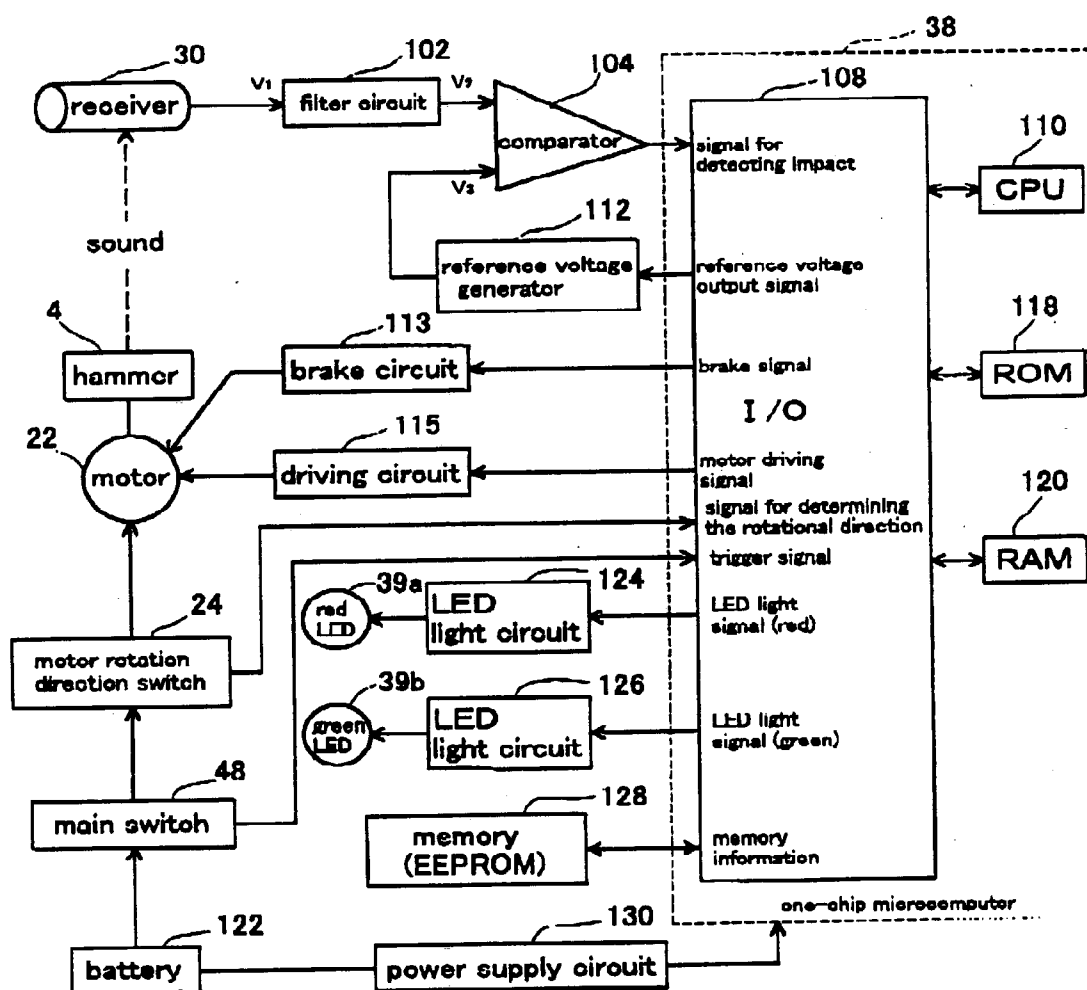 38
30
102
104
108
receiver
V1
filter circuit
V2
comparator
signal for
detecting impact
110
CPU
V3
sound
112
reference voltage
generator
reference voltage
output signal
118
ROM
4
hammer
113
brake circuit
brake signal
I/O
22
motor
115
driving circuit
motor driving
signal
signal for determining
the rotational direction
120
RAM
trigger signal
39a
red
LED
124
LED
light circuit
LED light
signal (red)
24
motor rotation
direction switch
39b
green
LED
126
LED
light circuit
LED light
signal (green)
48
main switch
128
memory
(EEPROM)
memory
information
one-chip microcomputer
122
battery
130
power supply circuit